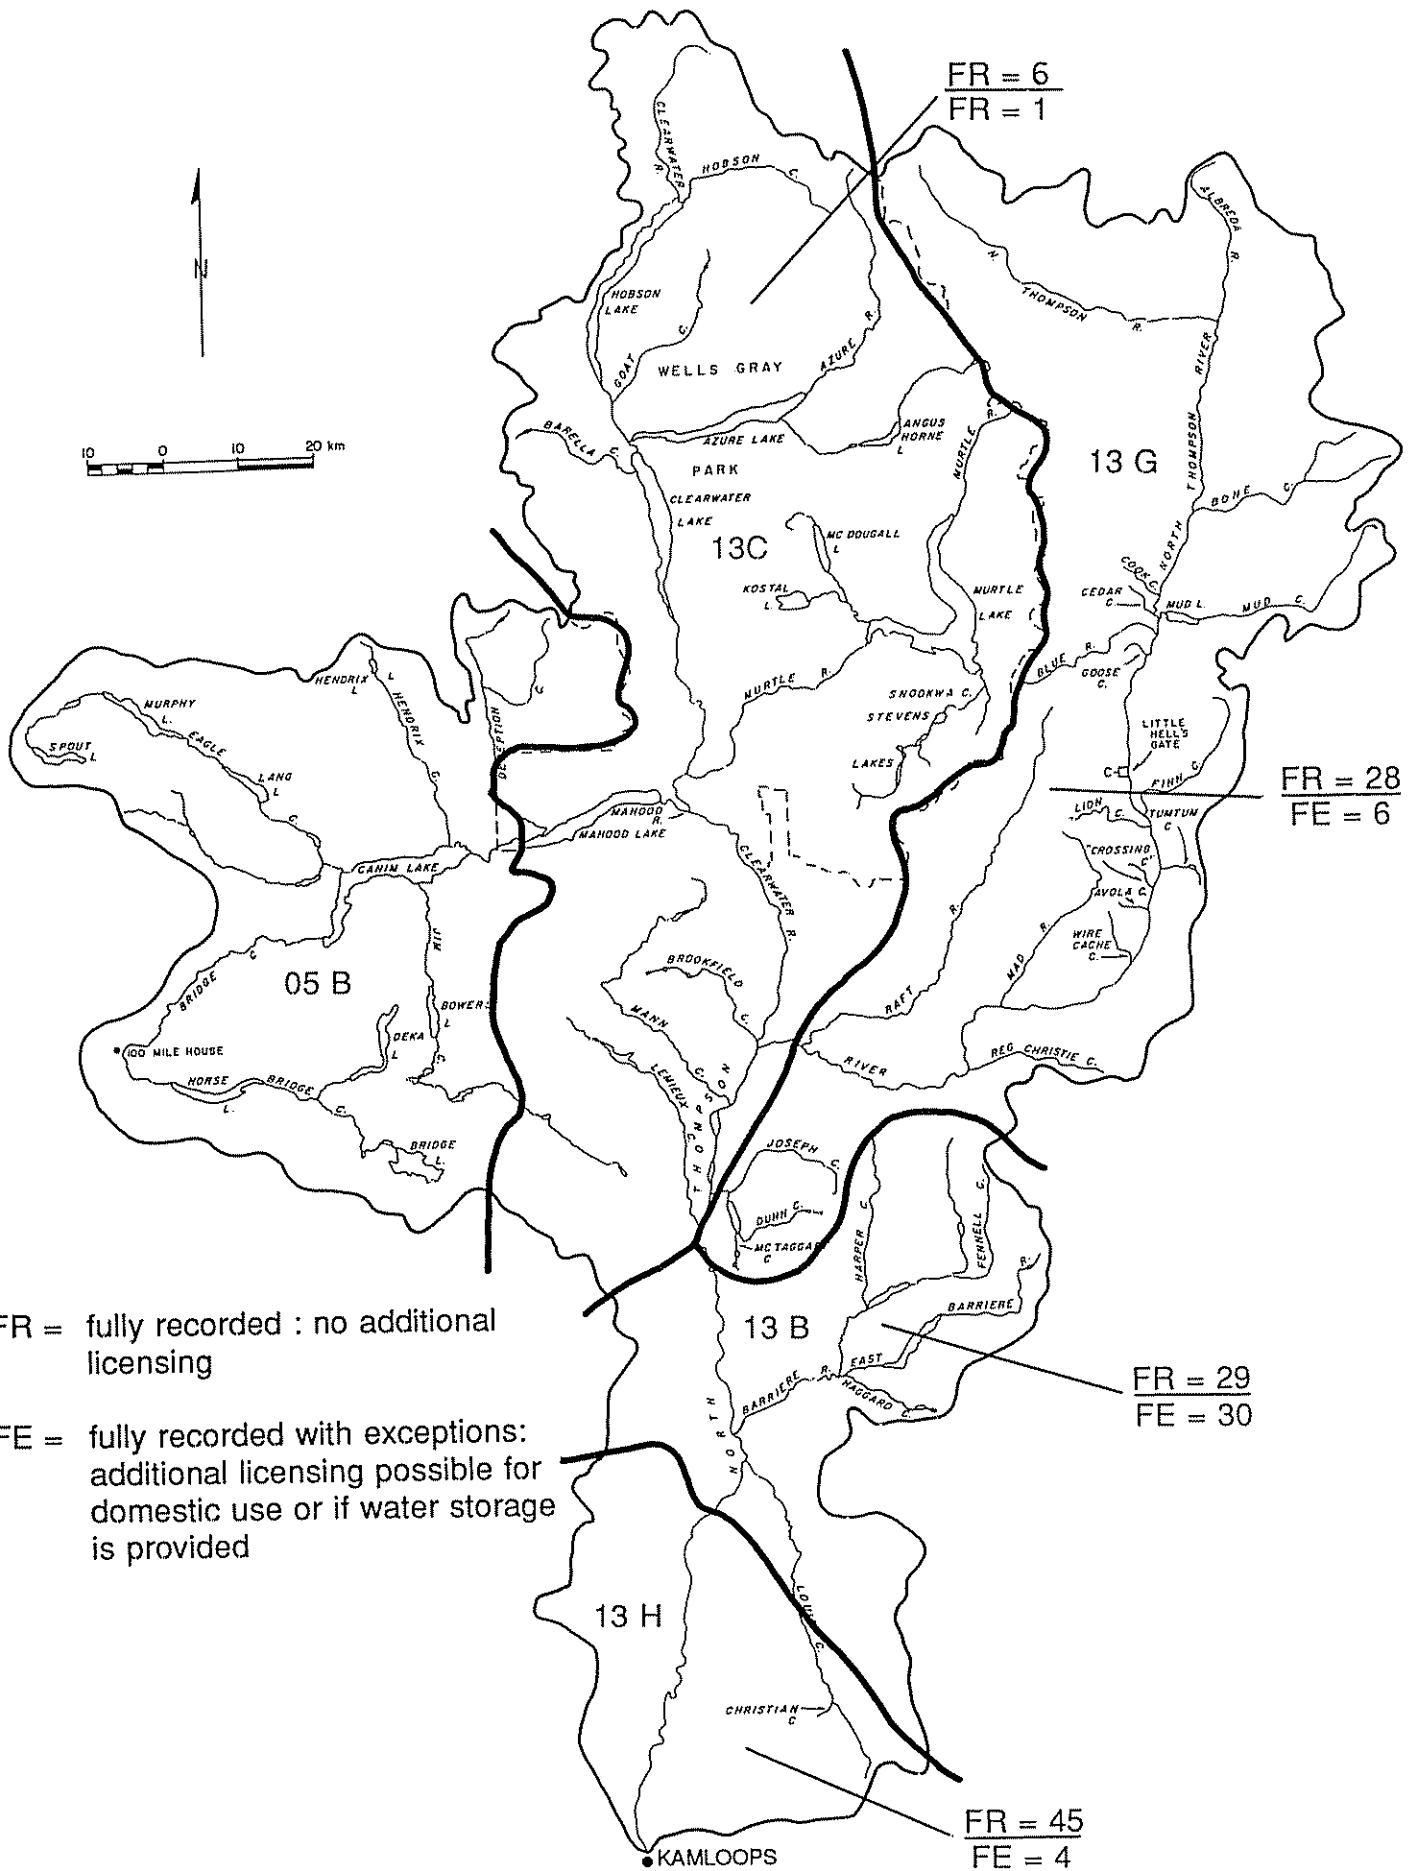 FR = 6
FR = 1
CLEARWATER R.
HOBSON C.
ALBREDA R.
N
N. THOMPSON R.
HOBSON LAKE
GOAT C.
WELLS GRAY
AZURE R.
NORTH THOMPSON RIVER
10 0 10 20 km
BARELLA C.
AZURE LAKE
ANGUS HORNE L
MURTLE R.
13 G
PARK
CLEARWATER LAKE
BONE C.
13C
MC DOUGALL L
KOSTAL L.
MURTLE LAKE
COOK C.
CEDAR C
MUD L.
MUD C.
BLUE R.
GOOSE C.
HENDRIX L
HENDRIX C.
MURTLE R.
SNOOKWA C.
STEVENS LAKES
MURPHY L.
EAGLE C.
SPOUT L
LANG L
DECEPTION C
LITTLE HELL'S GATE
C
FINN C.
FR = 28
FE = 6
LION C.
TUMTUM C
MAHOOD R.
MAHOOD LAKE
"CROSSING C"
CANIM LAKE
CLEARWATER R.
AVOLA C.
JIM
BOWERS L
C.
WIRE CACHE C.
MAD R.
RAFT R.
BROOKFIELD C.
MANN C.
BRIDGE C
05 B
DEKA L
100 MILE HOUSE
HORSE L.
BRIDGE C.
BRIDGE L.
LEMIEUX C.
THOMPSON
RIVER
REG CHRISTIE C.
JOSEPH C.
DUNN C.
MC TAGGART C
HARPER C
FENNELL C.
BARRIERE R.
FR = fully recorded : no additional
licensing
13 B
EAST
BARRIERE R.
HAGGARD C.
FR = 29
FE = 30
FE = fully recorded with exceptions:
additional licensing possible for
domestic use or if water storage
is provided
NORTH
13 H
LOUIS C.
CHRISTIAN C
FR = 45
FE = 4
KAMLOOPS